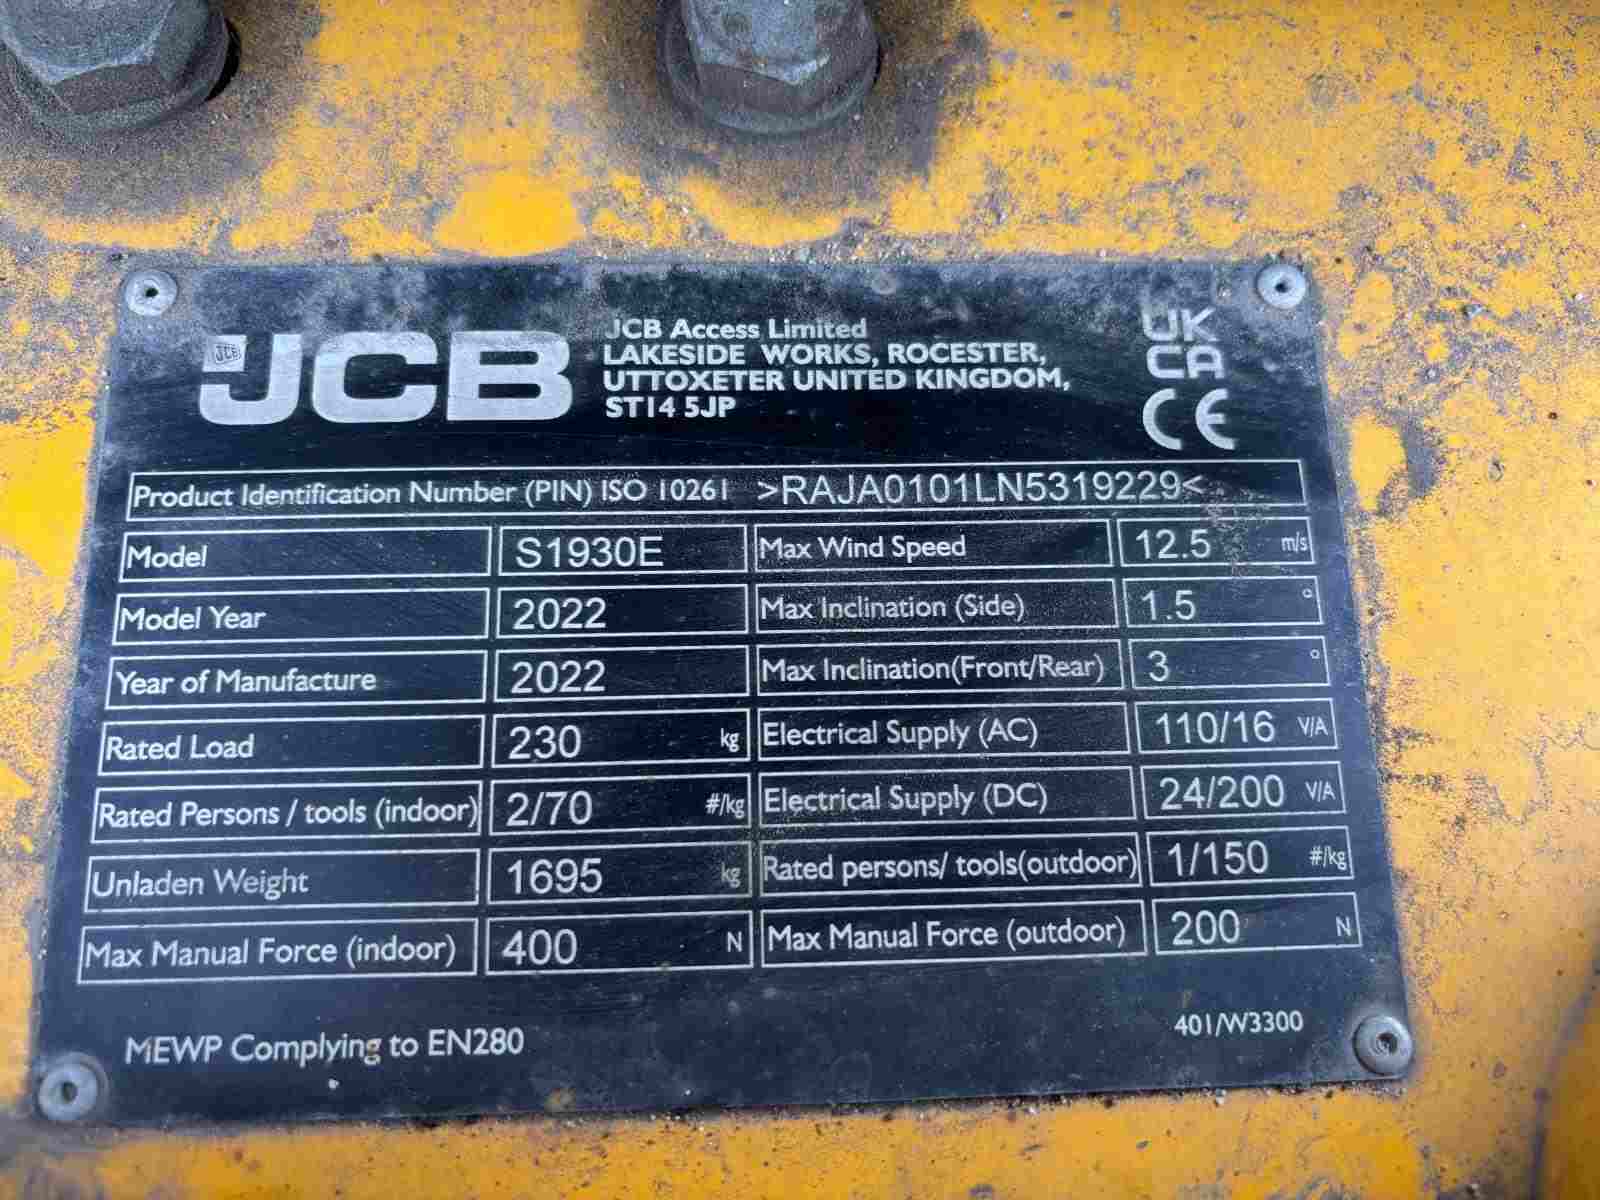 JCB
JCB
JCB Access Limited
LAKESIDE WORKS, ROCESTER,
UTTOXETER UNITED KINGDOM,
ST14 5JP
UK
CA
CE
Product Identification Number (PIN) ISO 10261 >RAJA0101LN5319229<
Model S1930E Max Wind Speed 12.5 m/s
Model Year 2022 Max Inclination (Side) 1.5 °
Year of Manufacture 2022 Max Inclination(Front/Rear) 3 °
Rated Load 230 kg Electrical Supply (AC) 110/16 V/A
Rated Persons / tools (indoor) 2/70 #/kg Electrical Supply (DC) 24/200 V/A
Unladen Weight 1695 kg Rated persons/ tools(outdoor) 1/150 #/kg
Max Manual Force (indoor) 400 N Max Manual Force (outdoor) 200 N
MEWP Complying to EN280
401/W3300